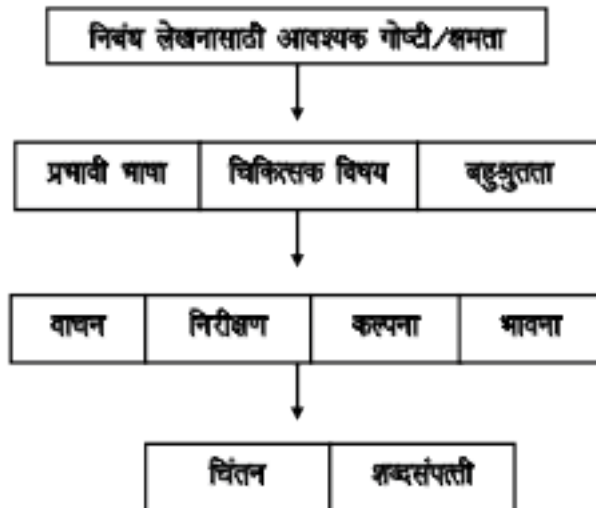 निबंध लेखनासाठी आवश्यक गोष्टी/क्षमता
प्रभावी भाषा चिकित्सक विषय बहुश्रुतता
वाचन निरीक्षण कल्पना भावना
चिंतन शब्दसंपत्ती